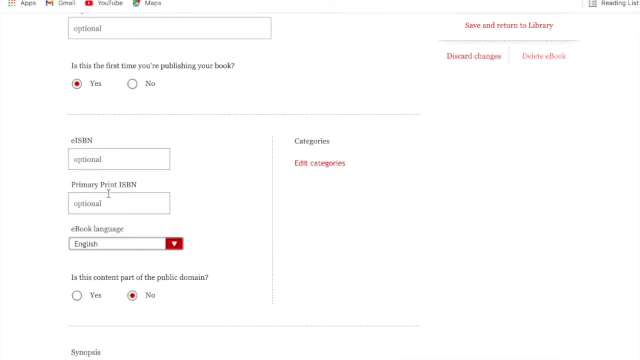 Apps Gmail YouTube Maps Reading List
optional
Save and return to Library
Discard changes Delete eBook
Is this the first time you're publishing your book?
Yes No
eISBN
optional
Primary Print ISBN
optional
eBook language
English
Is this content part of the public domain?
Yes No
Categories
Edit categories
Synopsis